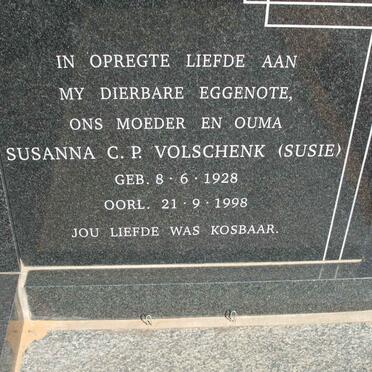 IN OPREGTE LIEFDE AAN
MY DIERBARE EGGENOTE,
ONS MOEDER EN OUMA
SUSANNA C. P. VOLSCHENK (SUSIE)
GEB. 8·6·1928
OORL. 21·9·1998
JOU LIEFDE WAS KOSBAAR.